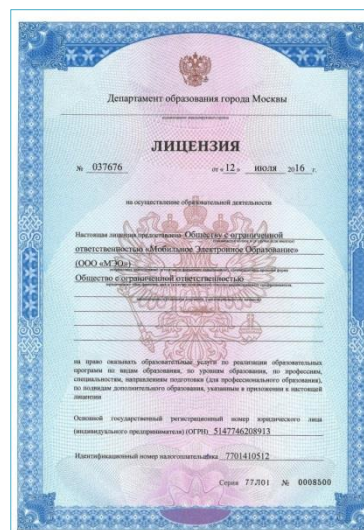 Департамент образования города Москвы
ЛИЦЕНЗИЯ
№ 037676 от «12» июля 2016 г.
на осуществление образовательной деятельности
Настоящая лицензия предоставлена Обществу с ограниченной
ответственностью «Мобильное Электронное Образование»
(ООО «МЭО»)
Общество с ограниченной ответственностью
на право оказывать образовательные услуги по реализации образовательных
программ по видам образования, по уровням образования, по профессиям,
специальностям, направлениям подготовки (для профессионального образования),
по подвидам дополнительного образования, указанным в приложении к настоящей
лицензии
Основной государственный регистрационный номер юридического лица
(индивидуального предпринимателя) (ОГРН) 5147746208913
Идентификационный номер налогоплательщика 7701410512
Серия 77Л01 № 0008500